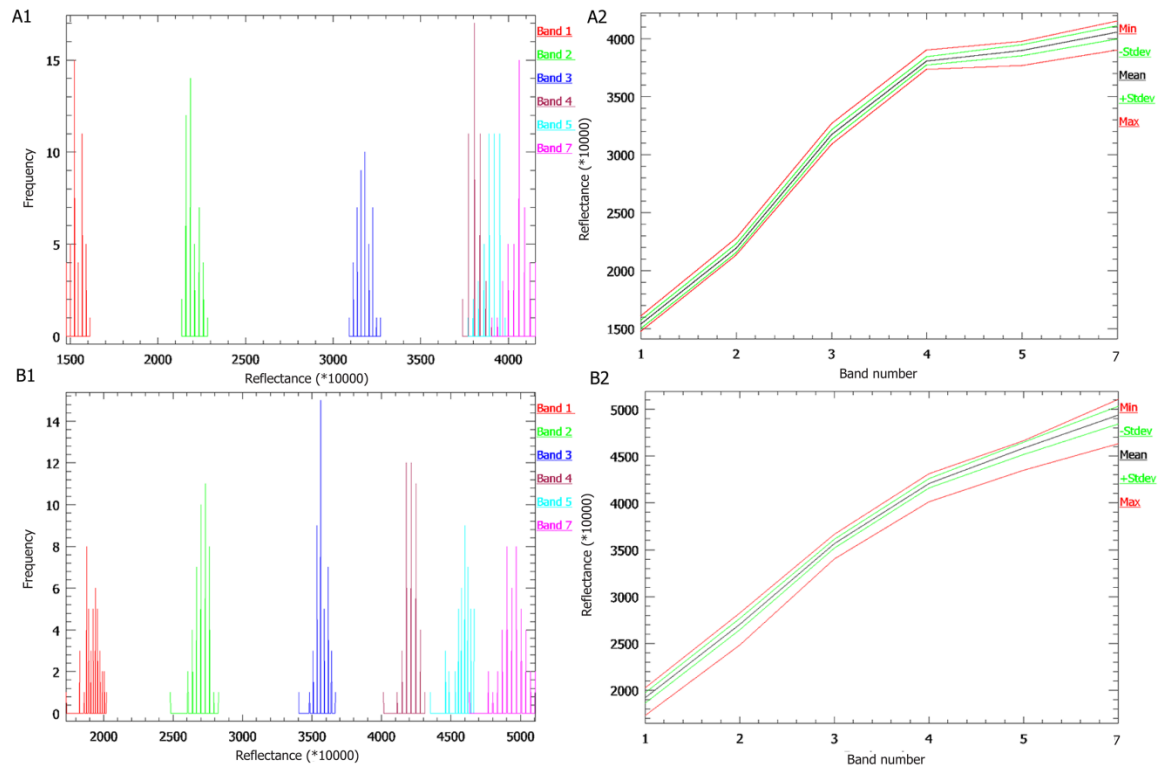 A1
Band 1
Band 2
Band 3
Band 4
Band 5
Band 7
15
10
5
0
Frequency
1500
2000
2500
3000
3500
4000
Reflectance (*10000)
A2
Min
-Stdev
Mean
+Stdev
Max
4000
3500
3000
2500
2000
1500
Reflectance (*10000)
1
2
3
4
5
7
Band number
B1
Band 1
Band 2
Band 3
Band 4
Band 5
Band 7
14
12
10
8
6
4
2
0
Frequency
2000
2500
3000
3500
4000
4500
5000
Reflectance (*10000)
B2
Min
-Stdev
Mean
+Stdev
Max
5000
4500
4000
3500
3000
2500
2000
Reflectance (*10000)
1
2
3
4
5
7
Band number